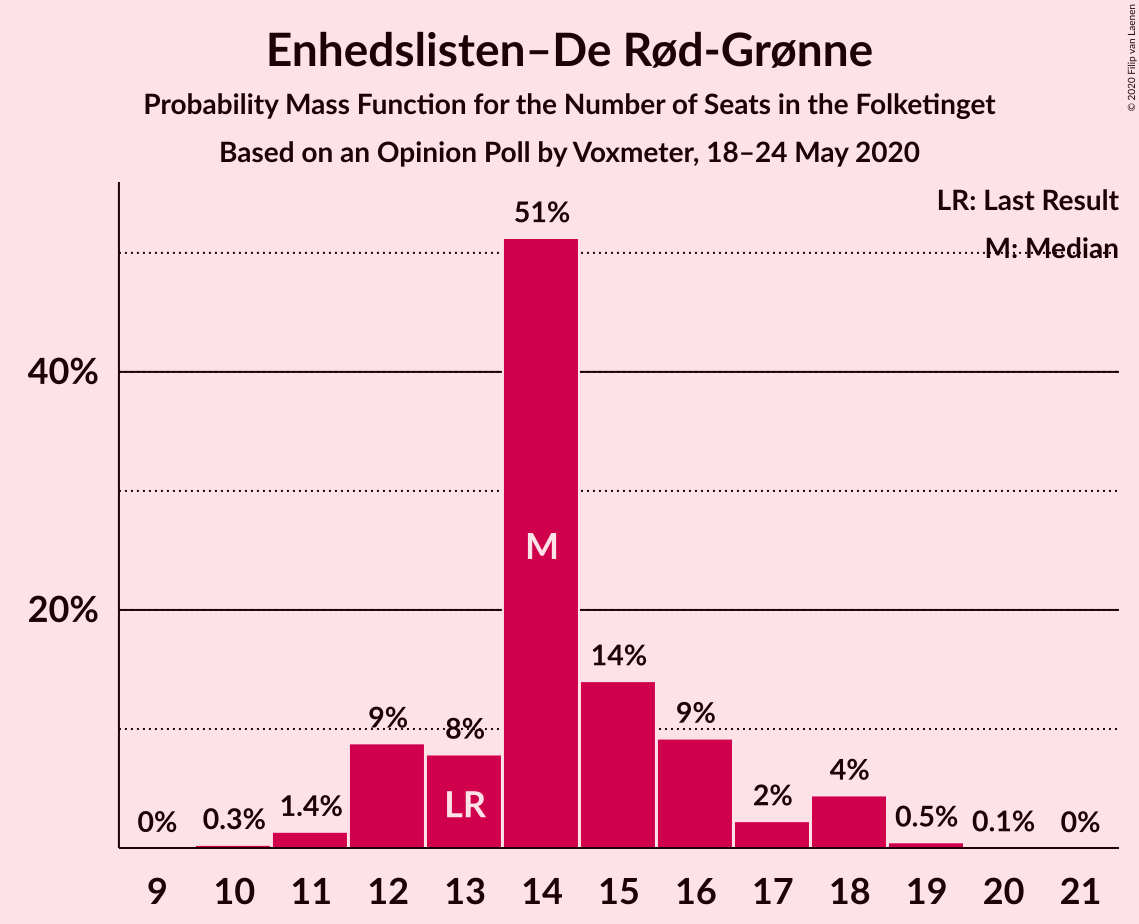 Enhedslisten–De Rød-Grønne
Probability Mass Function for the Number of Seats in the Folketinget
Based on an Opinion Poll by Voxmeter, 18–24 May 2020
© 2020 Filip van Laenen
LR: Last Result
M: Median
40%
20%
0%
0.3%
1.4%
9%
8%
51%
14%
9%
2%
4%
0.5%
0.1%
0%
M
LR
9 10 11 12 13 14 15 16 17 18 19 20 21